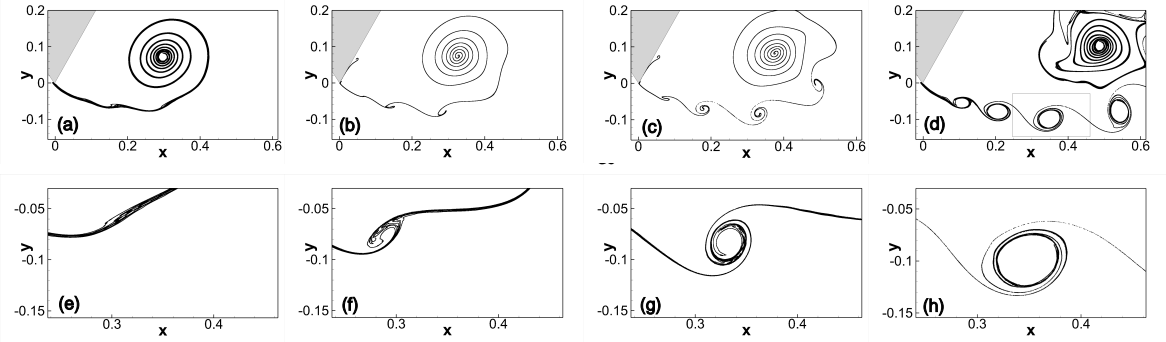 0.2 0.2 0.2 0.2
0.1 0.1 0.1 0.1
y y y y
0 0 0 0
-0.1 -0.1 -0.1 -0.1
(a) (b) (c) (d)
0 0.2 0.4 0.6 0 0.2 0.4 0.6 0 0.2 0.4 0.6 0 0.2 0.4 0.6
x x x x
-0.05 -0.05 -0.05 -0.05
y y y y
-0.1 -0.1 -0.1 -0.1
(e) (f) (g) (h)
-0.15 -0.15 -0.15 -0.15
0.3 0.4 0.3 0.4 0.3 0.4 0.3 0.4
x x x x